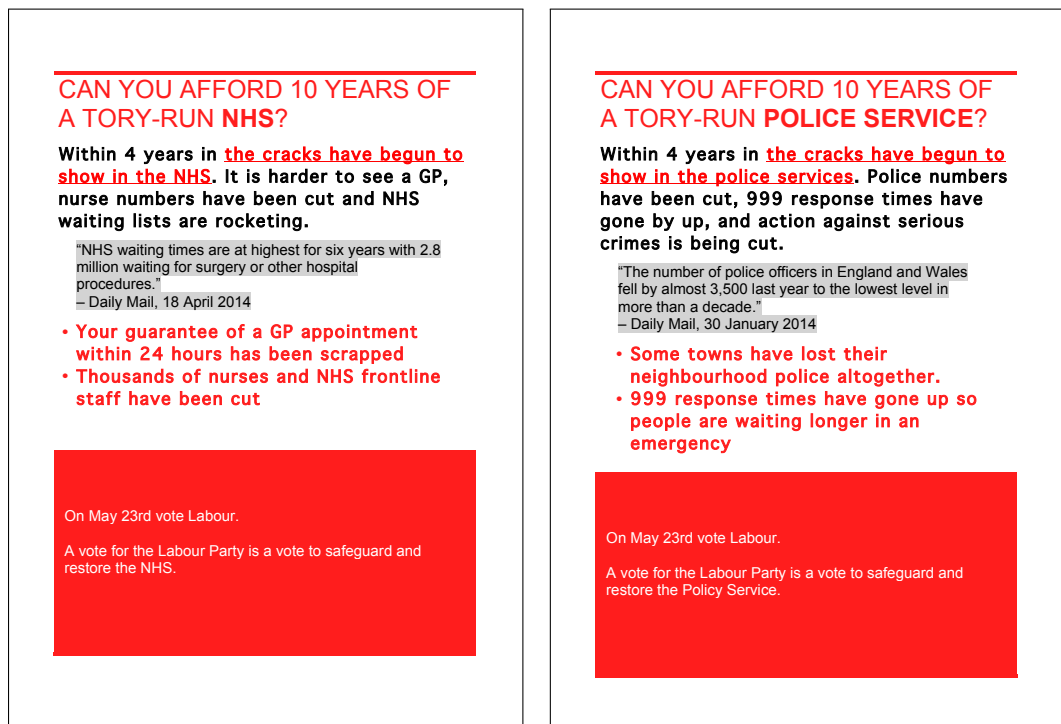 CAN YOU AFFORD 10 YEARS OF
A TORY-RUN NHS?
Within 4 years in the cracks have begun to
show in the NHS. It is harder to see a GP,
nurse numbers have been cut and NHS
waiting lists are rocketing.
“NHS waiting times are at highest for six years with 2.8
million waiting for surgery or other hospital
procedures.”
– Daily Mail, 18 April 2014
• Your guarantee of a GP appointment
within 24 hours has been scrapped
• Thousands of nurses and NHS frontline
staff have been cut
On May 23rd vote Labour.
A vote for the Labour Party is a vote to safeguard and
restore the NHS.
CAN YOU AFFORD 10 YEARS OF
A TORY-RUN POLICE SERVICE?
Within 4 years in the cracks have begun to
show in the police services. Police numbers
have been cut, 999 response times have
gone by up, and action against serious
crimes is being cut.
“The number of police officers in England and Wales
fell by almost 3,500 last year to the lowest level in
more than a decade.”
– Daily Mail, 30 January 2014
• Some towns have lost their
neighbourhood police altogether.
• 999 response times have gone up so
people are waiting longer in an
emergency
On May 23rd vote Labour.
A vote for the Labour Party is a vote to safeguard and
restore the Policy Service.